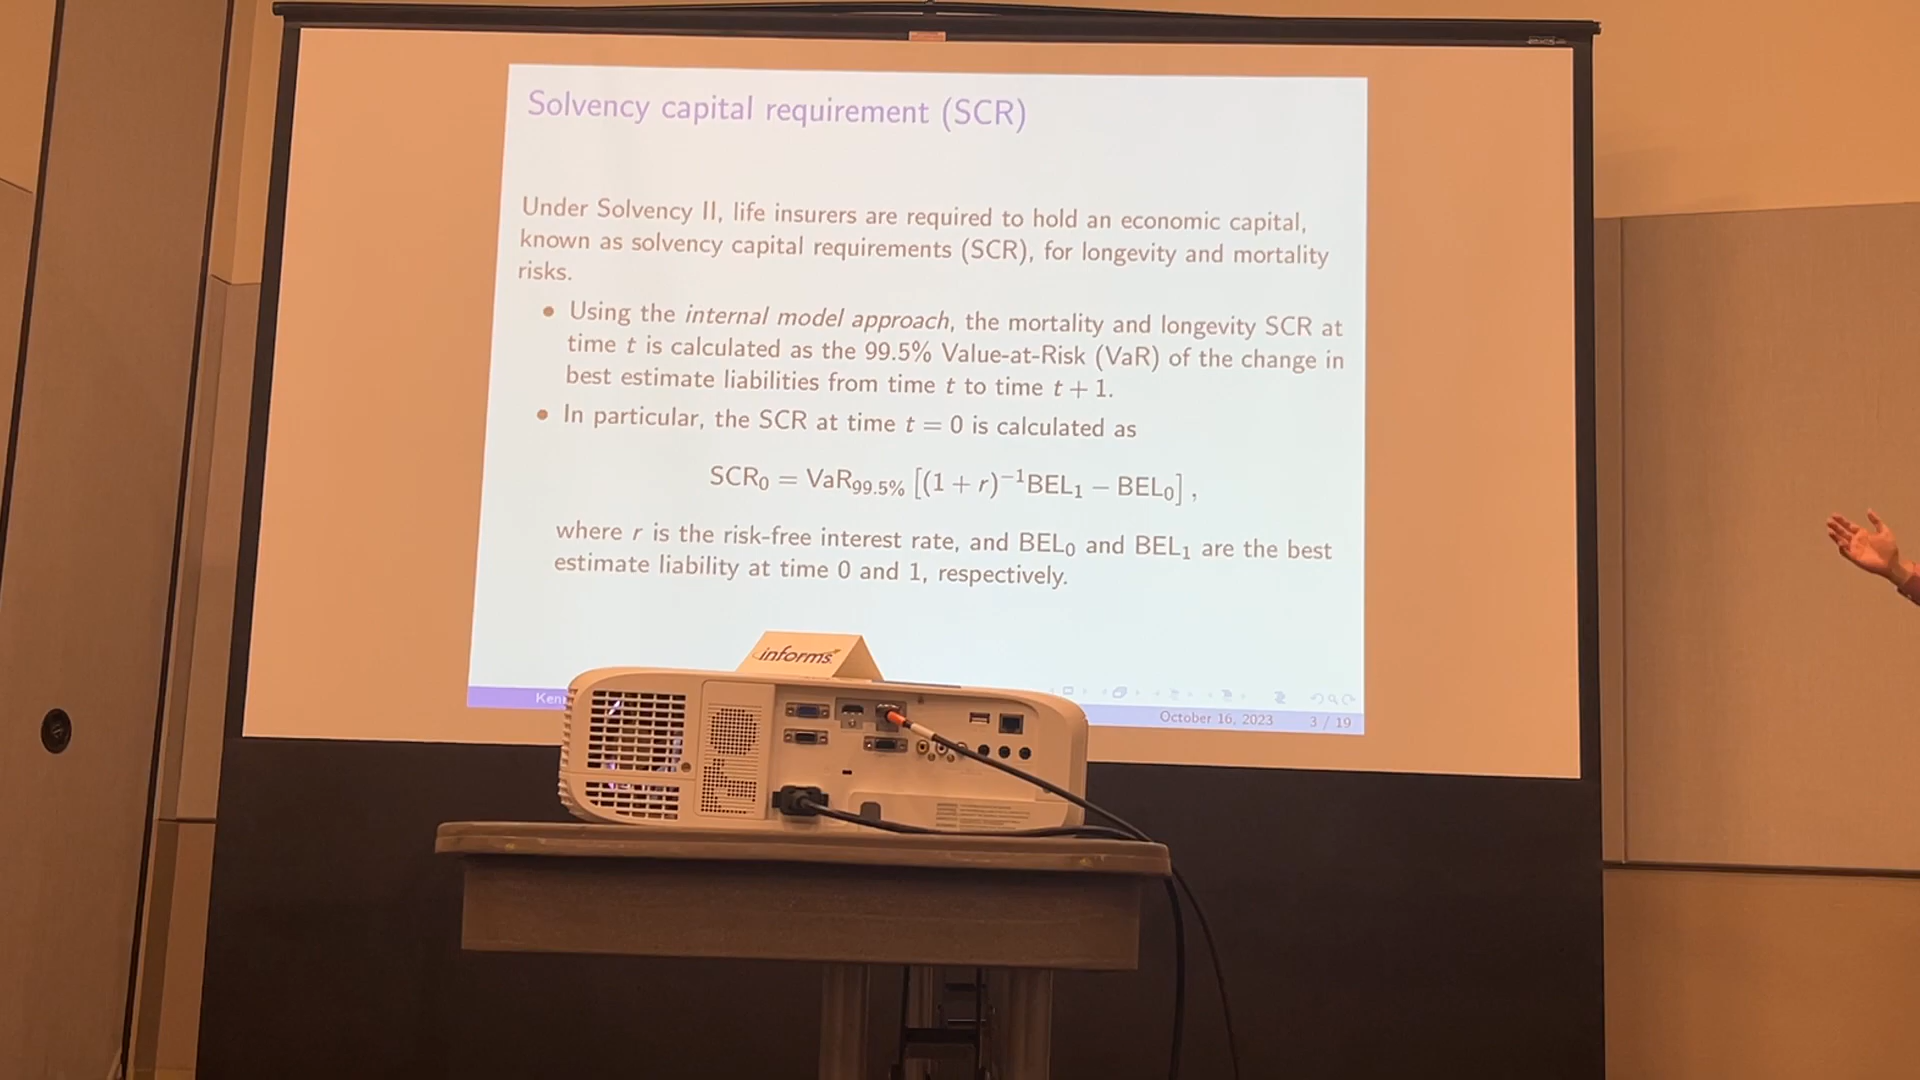 Solvency capital requirement (SCR)
Under Solvency II, life insurers are required to hold an economic capital,
known as solvency capital requirements (SCR), for longevity and mortality
risks.
• Using the internal model approach, the mortality and longevity SCR at
time t is calculated as the 99.5% Value-at-Risk (VaR) of the change in
best estimate liabilities from time t to time t + 1.
• In particular, the SCR at time t = 0 is calculated as
SCR₀ = VaR₉₉.₅% [(1 + r)⁻¹BEL₁ − BEL₀] ,
where r is the risk-free interest rate, and BEL₀ and BEL₁ are the best
estimate liability at time 0 and 1, respectively.
informs
October 16, 2023 3 / 19